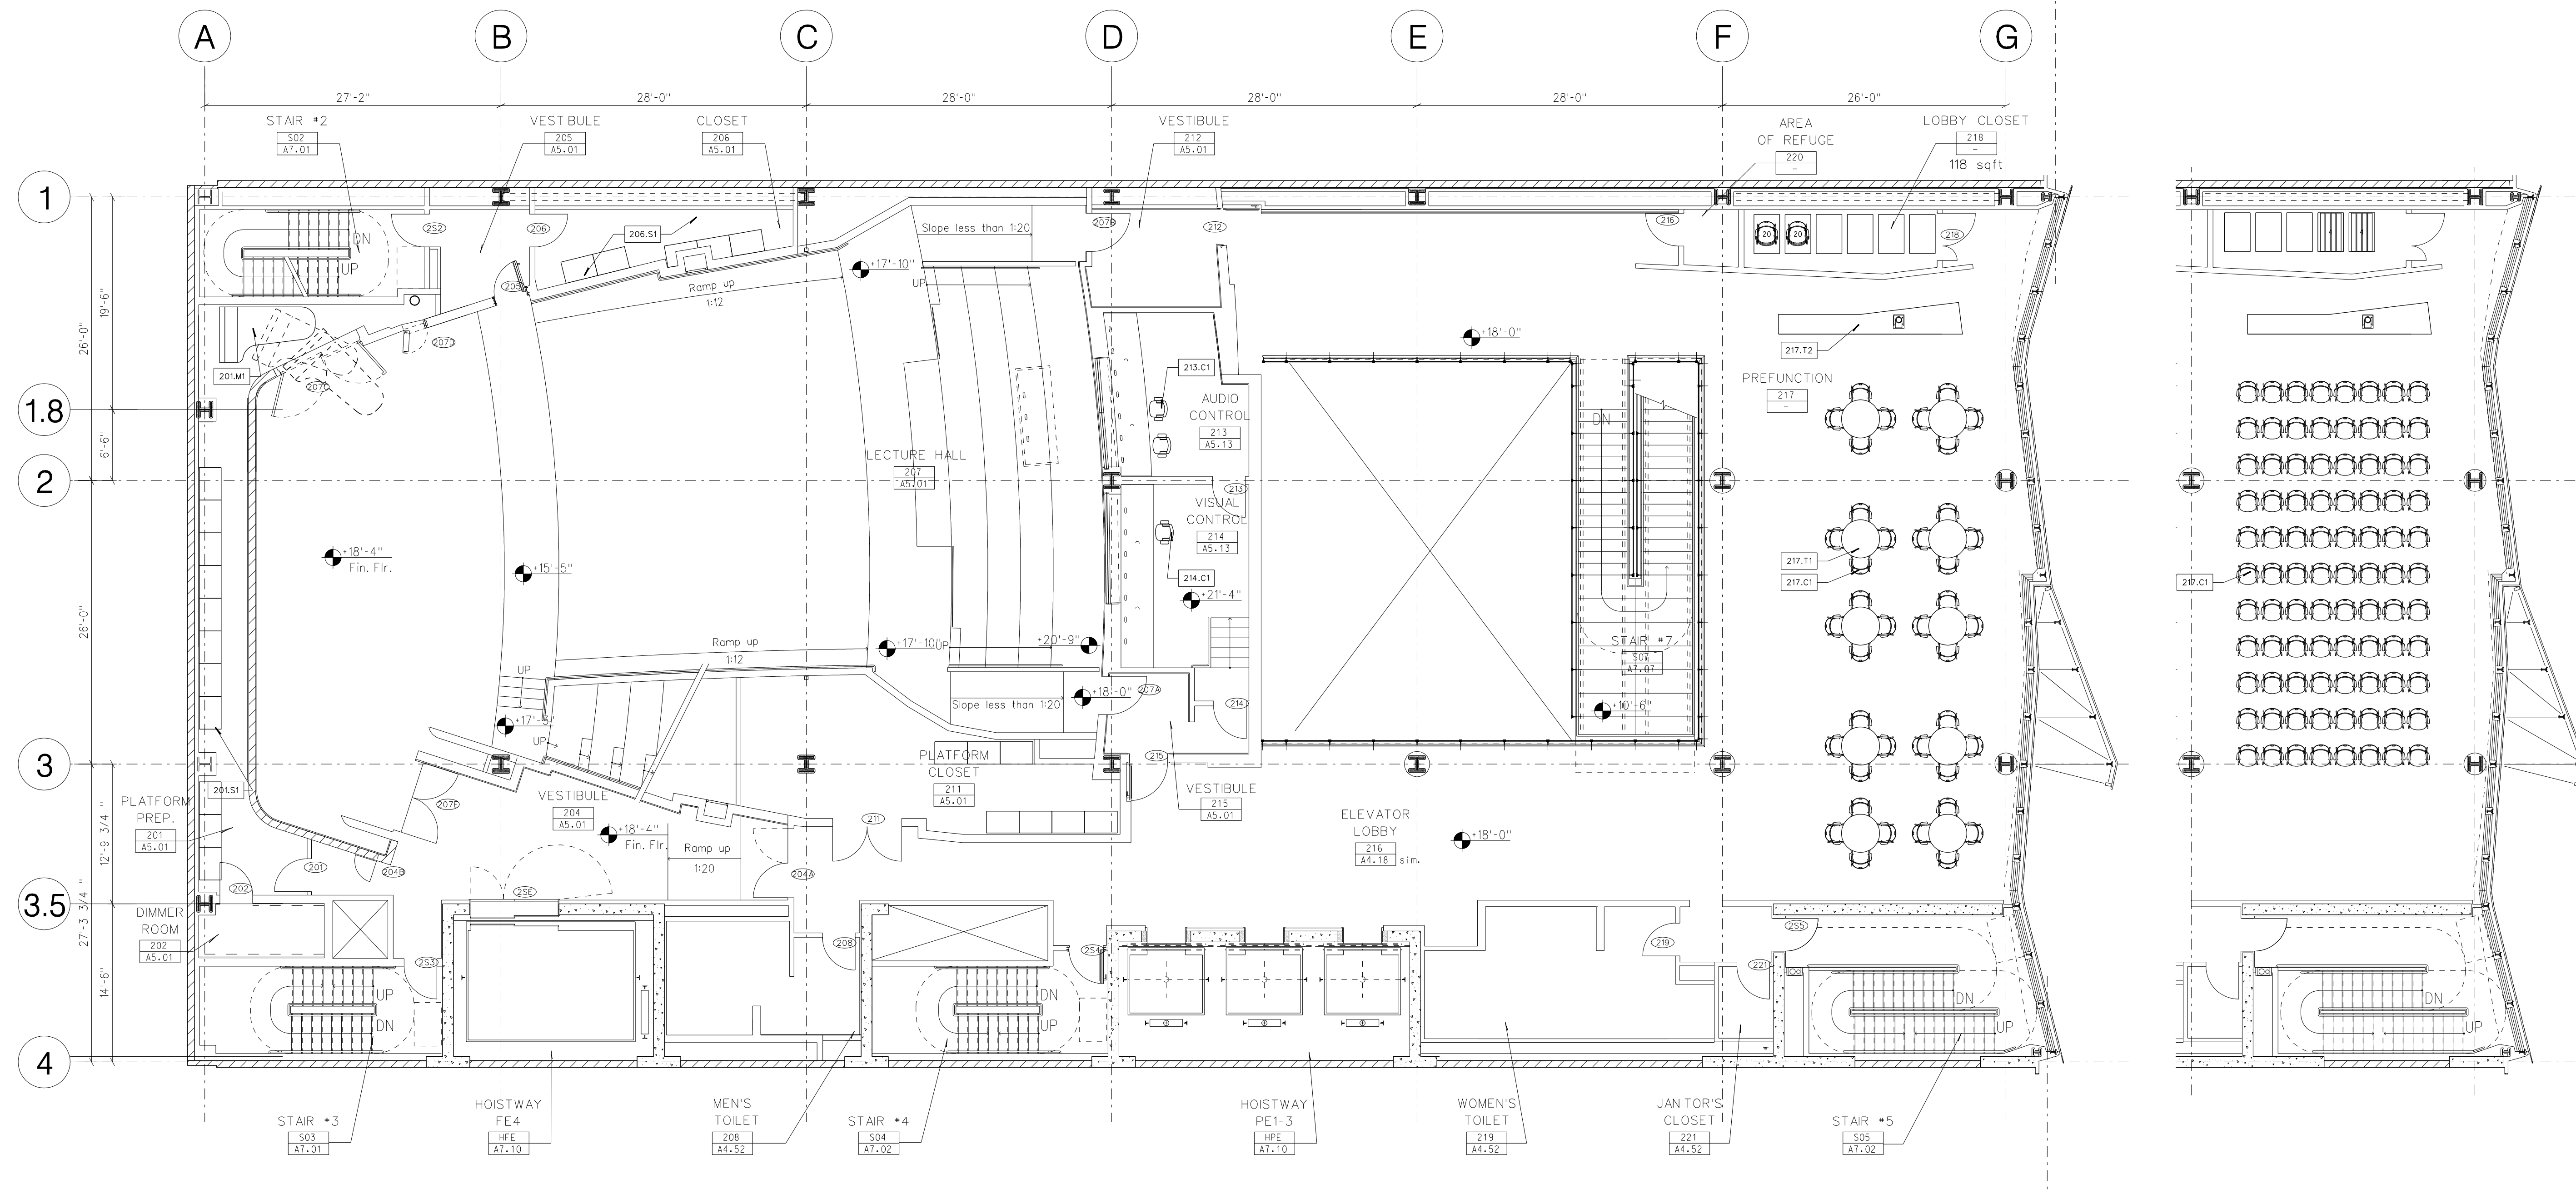 A
B
C
D
E
F
G
27'-2"
28'-0"
28'-0"
28'-0"
28'-0"
26'-0"
STAIR #2
S02
A7.01
VESTIBULE
205
A5.01
CLOSET
206
A5.01
VESTIBULE
212
A5.01
AREA
OF REFUGE
220
-
LOBBY CLOSET
218
-
118 sqft
1
1.8
2
3
3.5
4
26'-0"
19'-6"
6'-6"
26'-0"
12'-9 3/4"
27'-3 3/4"
14'-6"
DN
UP
2S2
206
205
206.S1
Slope less than 1:20
207B
212
216
20
20
218
+17'-10"
UP
Ramp up
1:12
201.M1
207C
207D
+18'-0"
217.T2
213.C1
AUDIO
CONTROL
213
A5.13
DN
PREFUNCTION
217
-
LECTURE HALL
207
A5.01
213
VISUAL
CONTROL
214
A5.13
214.C1
+21'-4"
+18'-4"
Fin. Flr.
+15'-5"
217.T1
217.C1
217.C1
Ramp up
1:12
+17'-10"
UP
+20'-9"
STAIR #7
S07
A7.07
UP
+18'-0"
207A
Slope less than 1:20
214
+10'-6"
+17'-3"
UP
PLATFORM
CLOSET
211
A5.01
215
VESTIBULE
215
A5.01
201.S1
PLATFORM
PREP.
201
A5.01
207E
VESTIBULE
204
A5.01
+18'-4"
Fin. Flr.
211
Ramp up
1:20
ELEVATOR
LOBBY
216
A4.18 sim.
+18'-0"
201
204B
202
2SE
204A
DIMMER
ROOM
202
A5.01
2S3
208
2S4
219
221
2S5
UP
DN
DN
UP
DN
UP
DN
UP
STAIR #3
S03
A7.01
HOISTWAY
FE4
HFE
A7.10
MEN'S
TOILET
208
A4.52
STAIR #4
S04
A7.02
HOISTWAY
PE1-3
HPE
A7.10
WOMEN'S
TOILET
219
A4.52
JANITOR'S
CLOSET
221
A4.52
STAIR #5
S05
A7.02